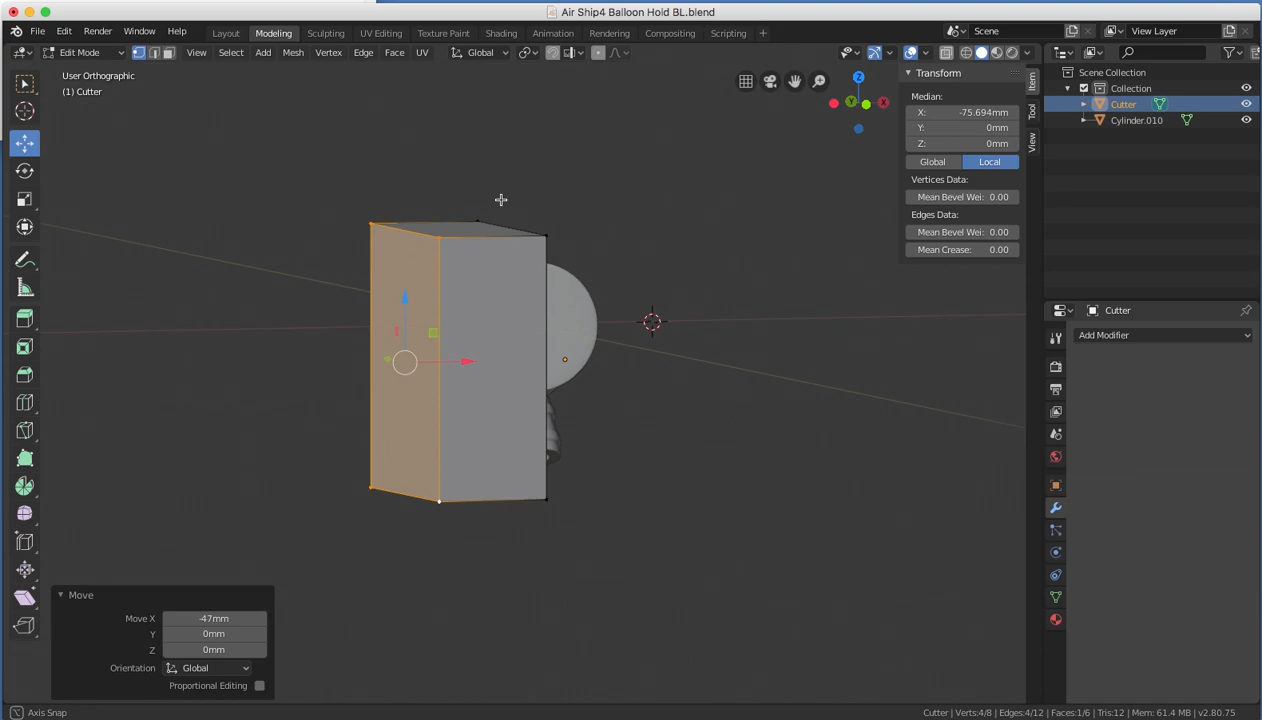 Air Ship4 Balloon Hold BL.blend
File Edit Render Window Help Layout Modeling Sculpting UV Editing Texture Paint Shading Animation Rendering Compositing Scripting Scene View Layer
Edit Mode View Select Add Mesh Vertex Edge Face UV Global
User Orthographic
(1) Cutter
Z
Y
X
Transform
Median:
X: -75.694mm
Y: 0mm
Z: 0mm
Global Local
Vertices Data:
Mean Bevel Wei: 0.00
Edges Data:
Mean Bevel Wei: 0.00
Mean Crease: 0.00
Item
Tool
View
Scene Collection
Collection
Cutter
Cylinder.010
Cutter
Add Modifier
Move
Move X -47mm
Y 0mm
Z 0mm
Orientation Global
Proportional Editing
Axis Snap
Cutter | Verts:4/8 | Edges:4/12 | Faces:1/6 | Tris:12 | Mem: 61.4 MB | v2.80.75